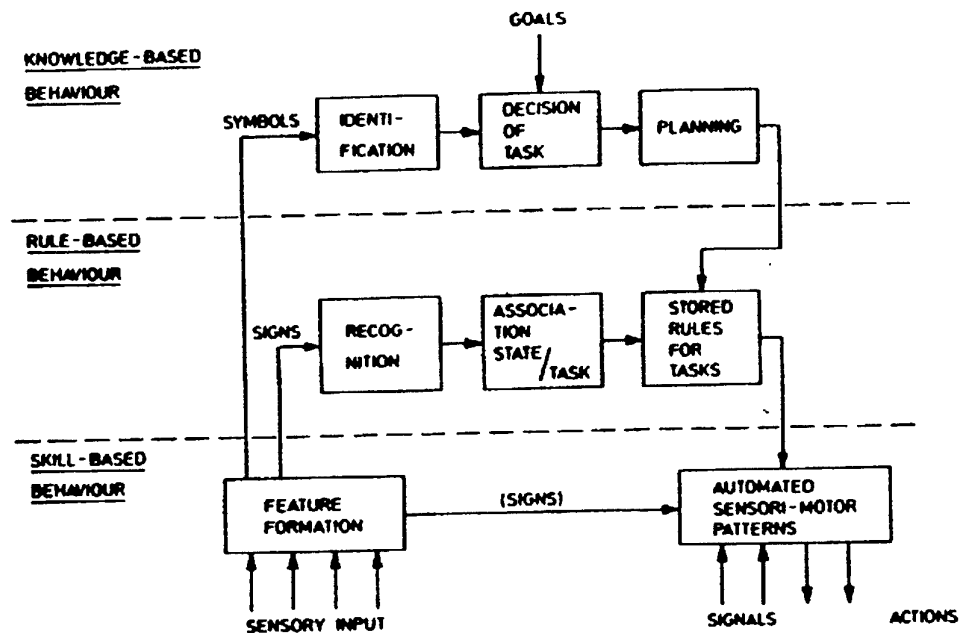 GOALS
KNOWLEDGE-BASED
BEHAVIOUR
SYMBOLS
IDENTI-
FICATION
DECISION
OF
TASK
PLANNING
RULE-BASED
BEHAVIOUR
SIGNS
RECOG-
NITION
ASSOCIA-
TION
STATE
/TASK
STORED
RULES
FOR
TASKS
SKILL-BASED
BEHAVIOUR
FEATURE
FORMATION
(SIGNS)
AUTOMATED
SENSORI-MOTOR
PATTERNS
SENSORY INPUT
SIGNALS
ACTIONS